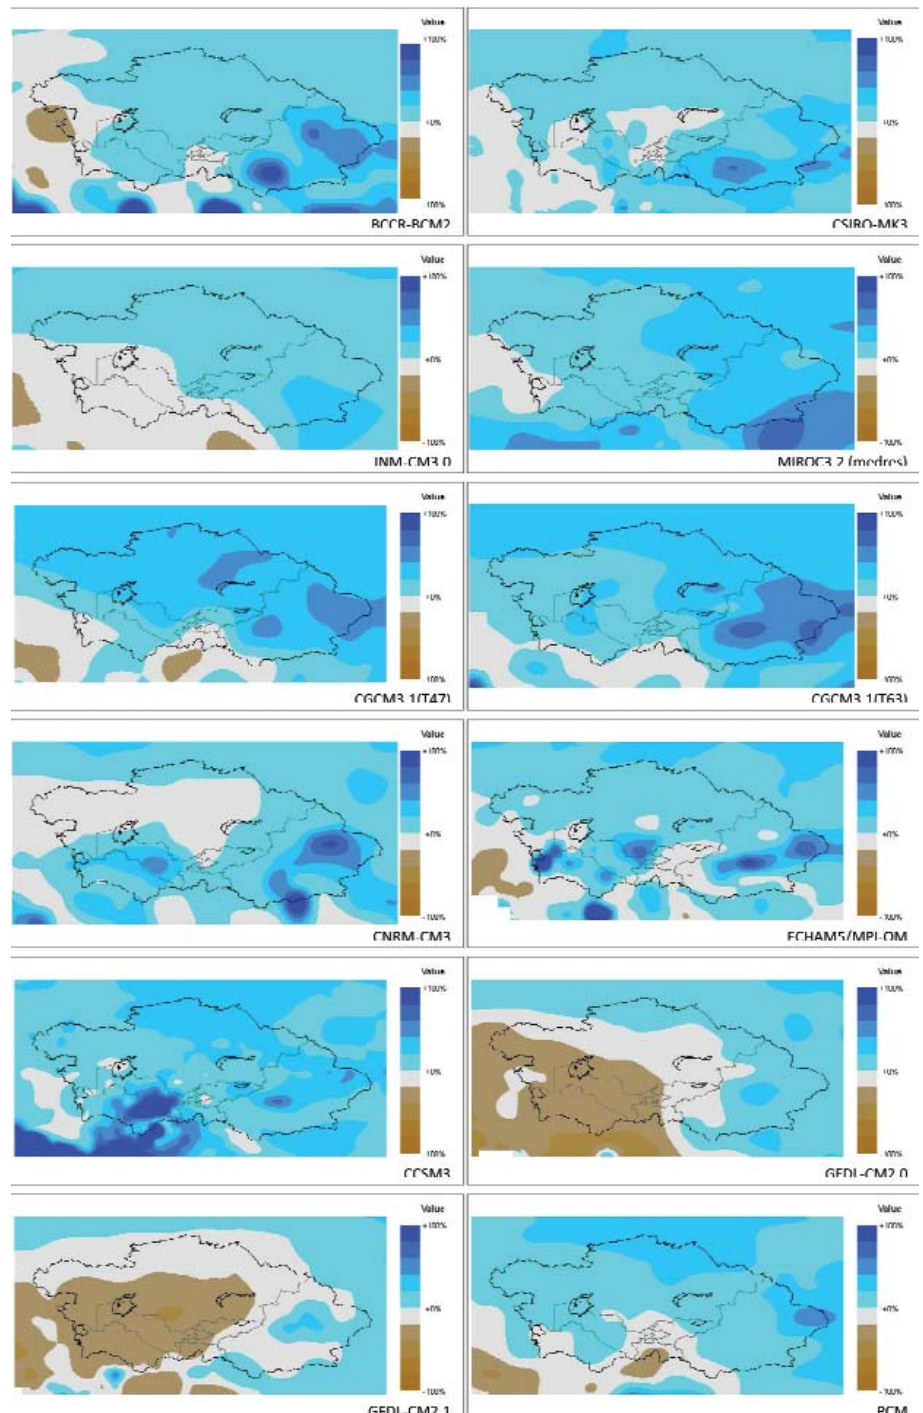 Value
Value
+100%
+100%
+0%
+0%
-100%
-100%
BCCR-BCM2
CSIRO-MK3
Value
Value
+100%
+100%
+0%
+0%
-100%
-100%
INM-CM3.0
MIROC3.2 (medres)
Value
Value
+100%
+100%
+0%
+0%
-100%
-100%
CGCM3.1(T47)
CGCM3.1(T63)
Value
Value
+100%
+100%
+0%
+0%
-100%
-100%
CNRM-CM3
ECHAM5/MPI-OM
Value
Value
+100%
+100%
+0%
+0%
-100%
-100%
CCSM3
GFDL-CM2.0
Value
Value
+100%
+100%
+0%
+0%
-100%
-100%
GFDL-CM2.1
PCM